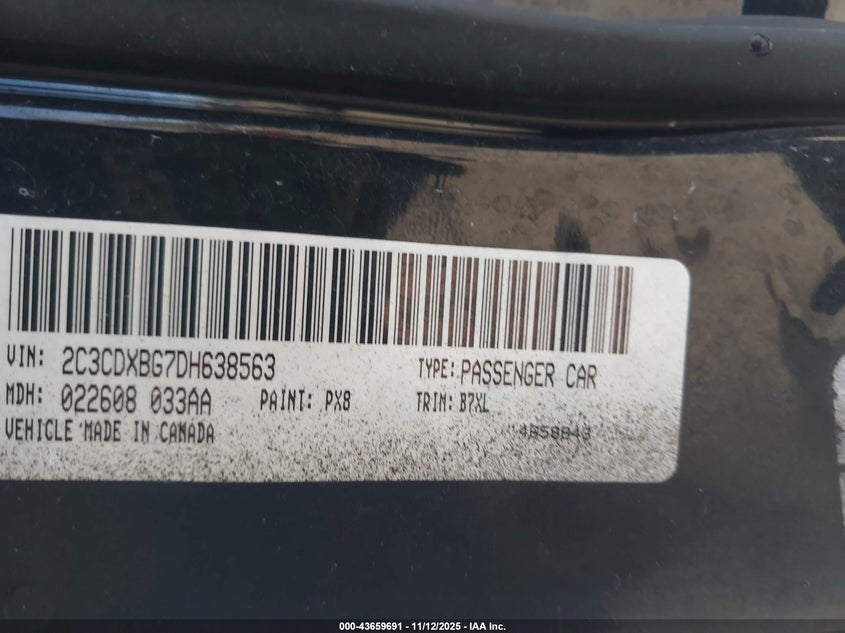 VIN: 2C3CDXBG7DH638563 TYPE: PASSENGER CAR
MDH: 022608 033AA PAINT: PX8 TRIM: B7XL
VEHICLE MADE IN CANADA
000-43659691 - 11/12/2025 - IAA Inc.